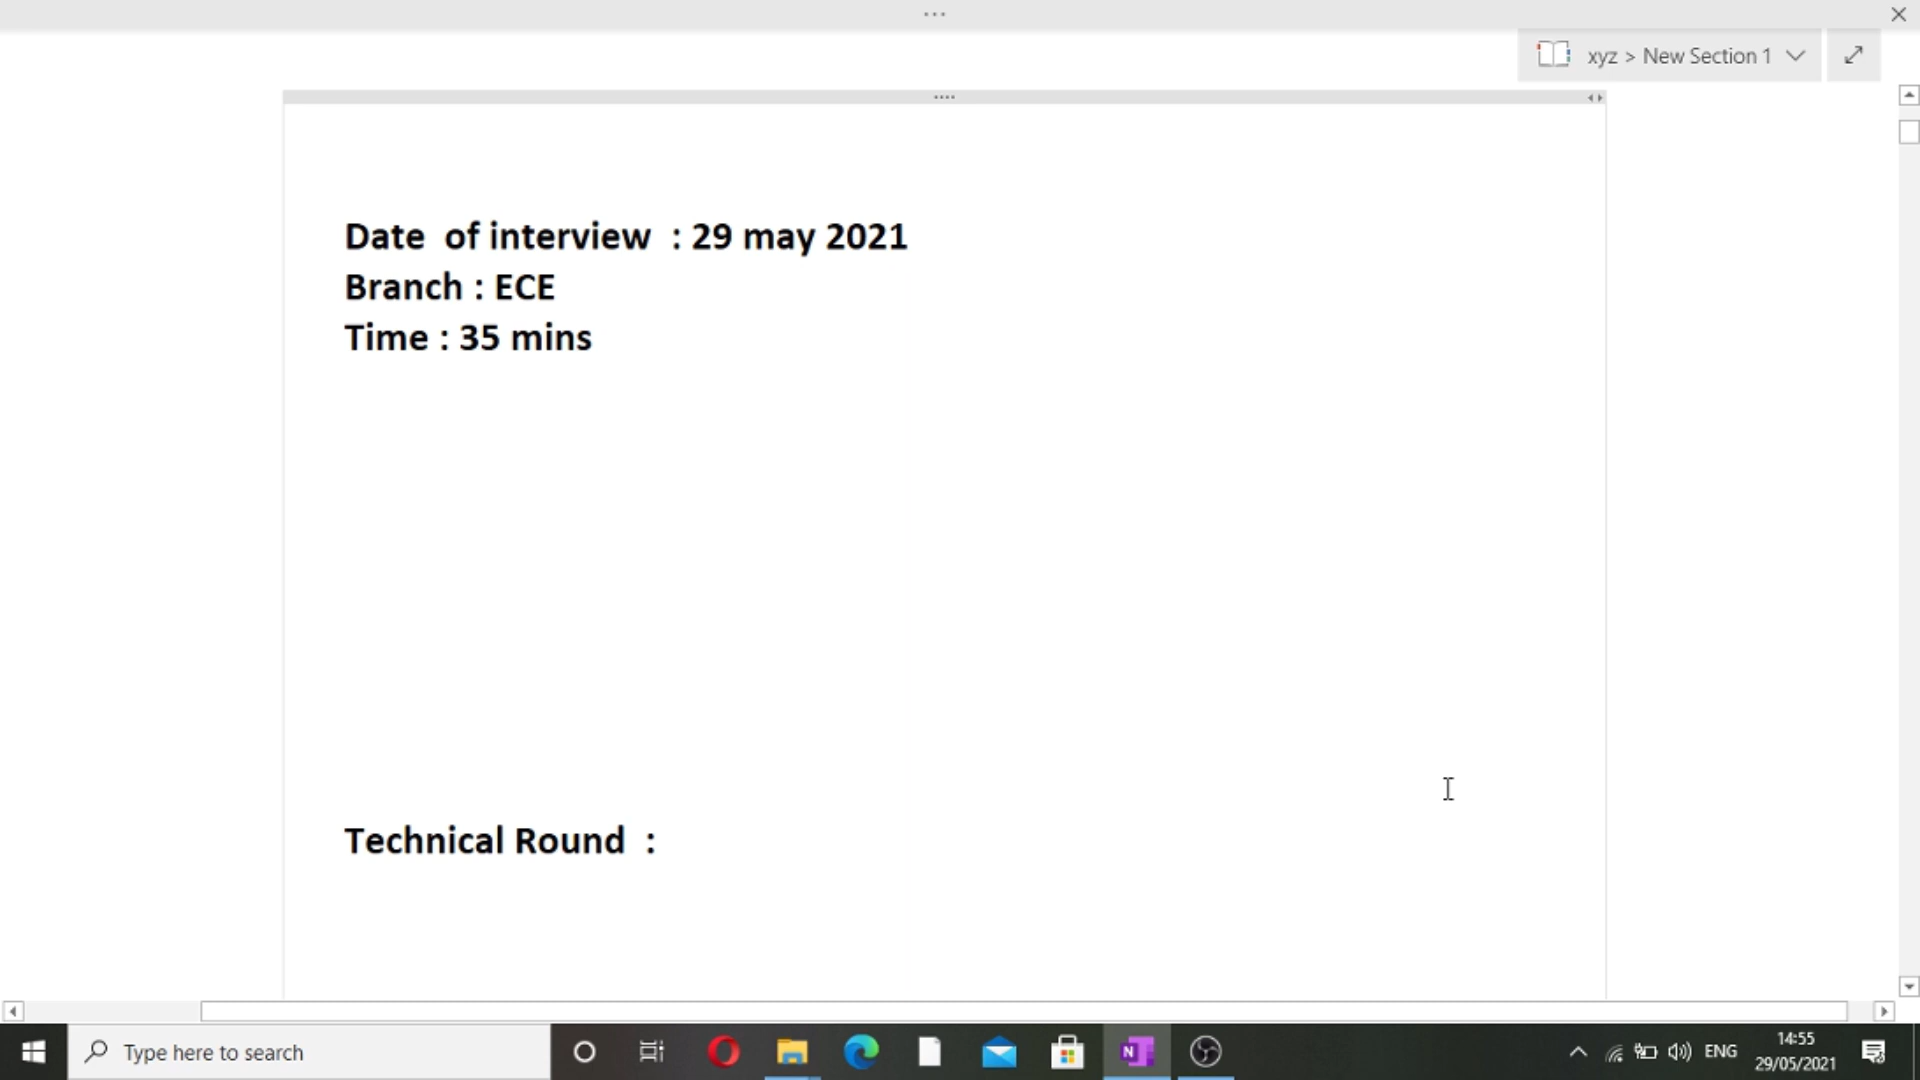 xyz > New Section 1
Date of interview : 29 may 2021
Branch : ECE
Time : 35 mins
Technical Round :
Type here to search
N
ENG
14:55
29/05/2021